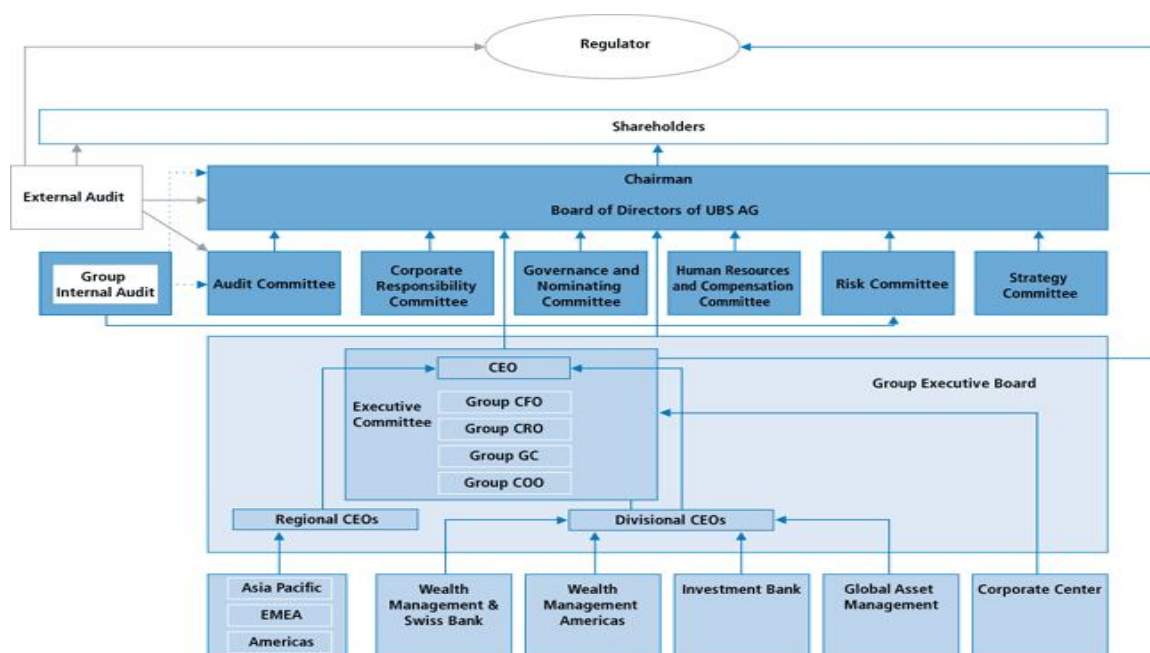 Regulator
Shareholders
External Audit
Chairman
Board of Directors of UBS AG
Group
Internal Audit
Audit Committee
Corporate
Responsibility
Committee
Governance and
Nominating
Committee
Human Resources
and Compensation
Committee
Risk Committee
Strategy
Committee
CEO
Group Executive Board
Executive
Committee
Group CFO
Group CRO
Group GC
Group COO
Regional CEOs
Divisional CEOs
Asia Pacific
EMEA
Americas
Wealth
Management &
Swiss Bank
Wealth
Management
Americas
Investment Bank
Global Asset
Management
Corporate Center